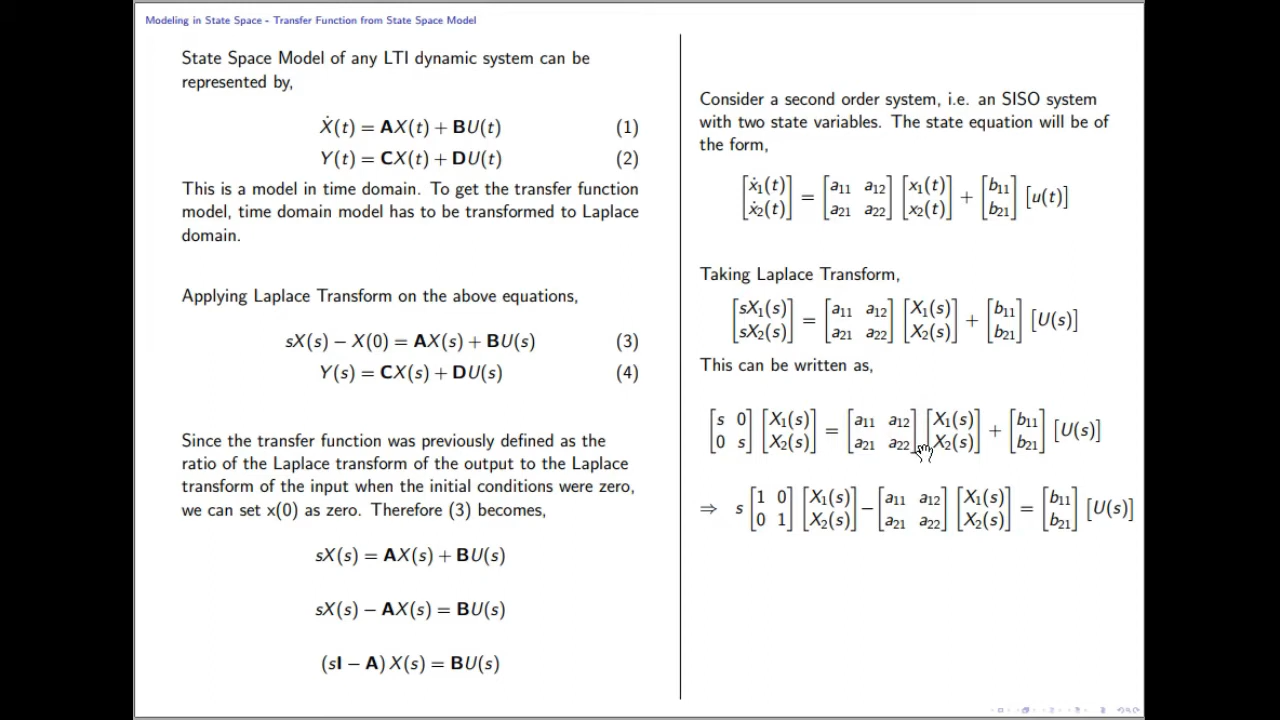 Modeling in State Space - Transfer Function from State Space Model
State Space Model of any LTI dynamic system can be
represented by,
Ẋ(t) = AX(t) + BU(t) (1)
Y(t) = CX(t) + DU(t) (2)
This is a model in time domain. To get the transfer function
model, time domain model has to be transformed to Laplace
domain.
Applying Laplace Transform on the above equations,
sX(s) − X(0) = AX(s) + BU(s) (3)
Y(s) = CX(s) + DU(s) (4)
Since the transfer function was previously defined as the
ratio of the Laplace transform of the output to the Laplace
transform of the input when the initial conditions were zero,
we can set x(0) as zero. Therefore (3) becomes,
sX(s) = AX(s) + BU(s)
sX(s) − AX(s) = BU(s)
(sI − A) X(s) = BU(s)
Consider a second order system, i.e. an SISO system
with two state variables. The state equation will be of
the form,
[ẋ₁(t); ẋ₂(t)] = [a₁₁ a₁₂; a₂₁ a₂₂] [x₁(t); x₂(t)] + [b₁₁; b₂₁] [u(t)]
Taking Laplace Transform,
[sX₁(s); sX₂(s)] = [a₁₁ a₁₂; a₂₁ a₂₂] [X₁(s); X₂(s)] + [b₁₁; b₂₁] [U(s)]
This can be written as,
[s 0; 0 s] [X₁(s); X₂(s)] = [a₁₁ a₁₂; a₂₁ a₂₂] [X₁(s); X₂(s)] + [b₁₁; b₂₁] [U(s)]
⇒ s [1 0; 0 1] [X₁(s); X₂(s)] − [a₁₁ a₁₂; a₂₁ a₂₂] [X₁(s); X₂(s)] = [b₁₁; b₂₁] [U(s)]